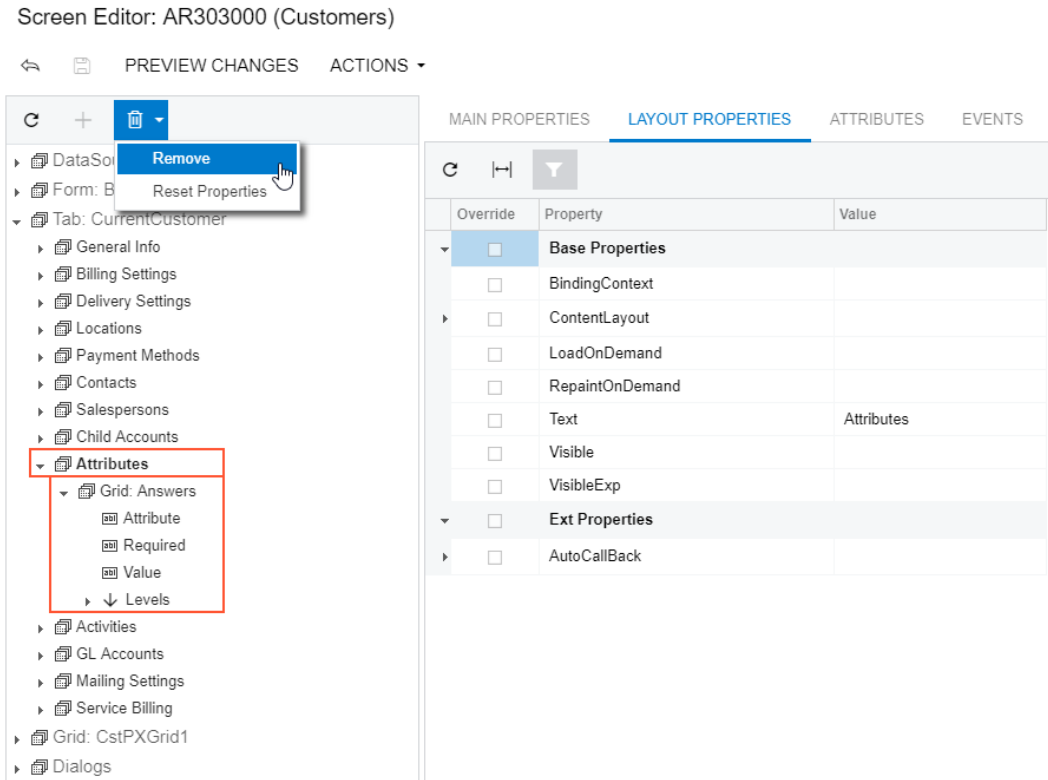 Screen Editor: AR303000 (Customers)
PREVIEW CHANGES ACTIONS
MAIN PROPERTIES LAYOUT PROPERTIES ATTRIBUTES EVENTS
DataSou
Remove
Form: B
Reset Properties
Tab: CurrentCustomer
General Info
Billing Settings
Delivery Settings
Locations
Payment Methods
Contacts
Salespersons
Child Accounts
Attributes
Grid: Answers
Attribute
Required
Value
Levels
Activities
GL Accounts
Mailing Settings
Service Billing
Grid: CstPXGrid1
Dialogs
Override Property Value
Base Properties
BindingContext
ContentLayout
LoadOnDemand
RepaintOnDemand
Text Attributes
Visible
VisibleExp
Ext Properties
AutoCallBack